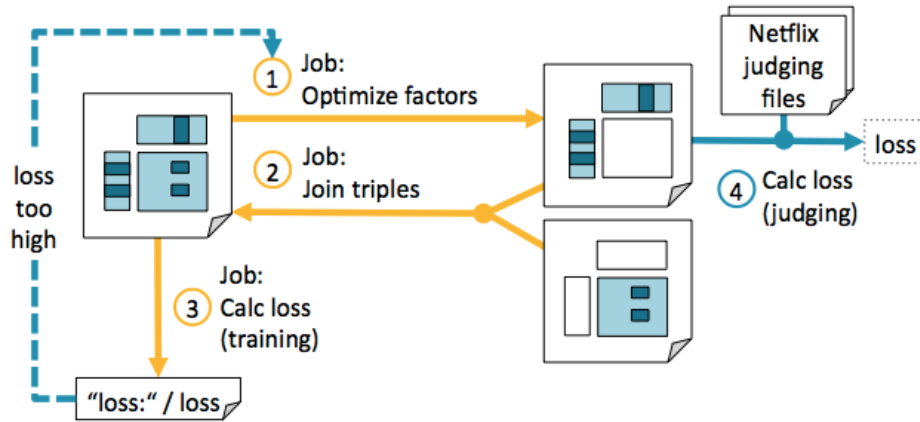 1
Job:
Optimize factors
Netflix
judging
files
loss
too
high
2
Job:
Join triples
loss
4
Calc loss
(judging)
3
Job:
Calc loss
(training)
“loss:“ / loss